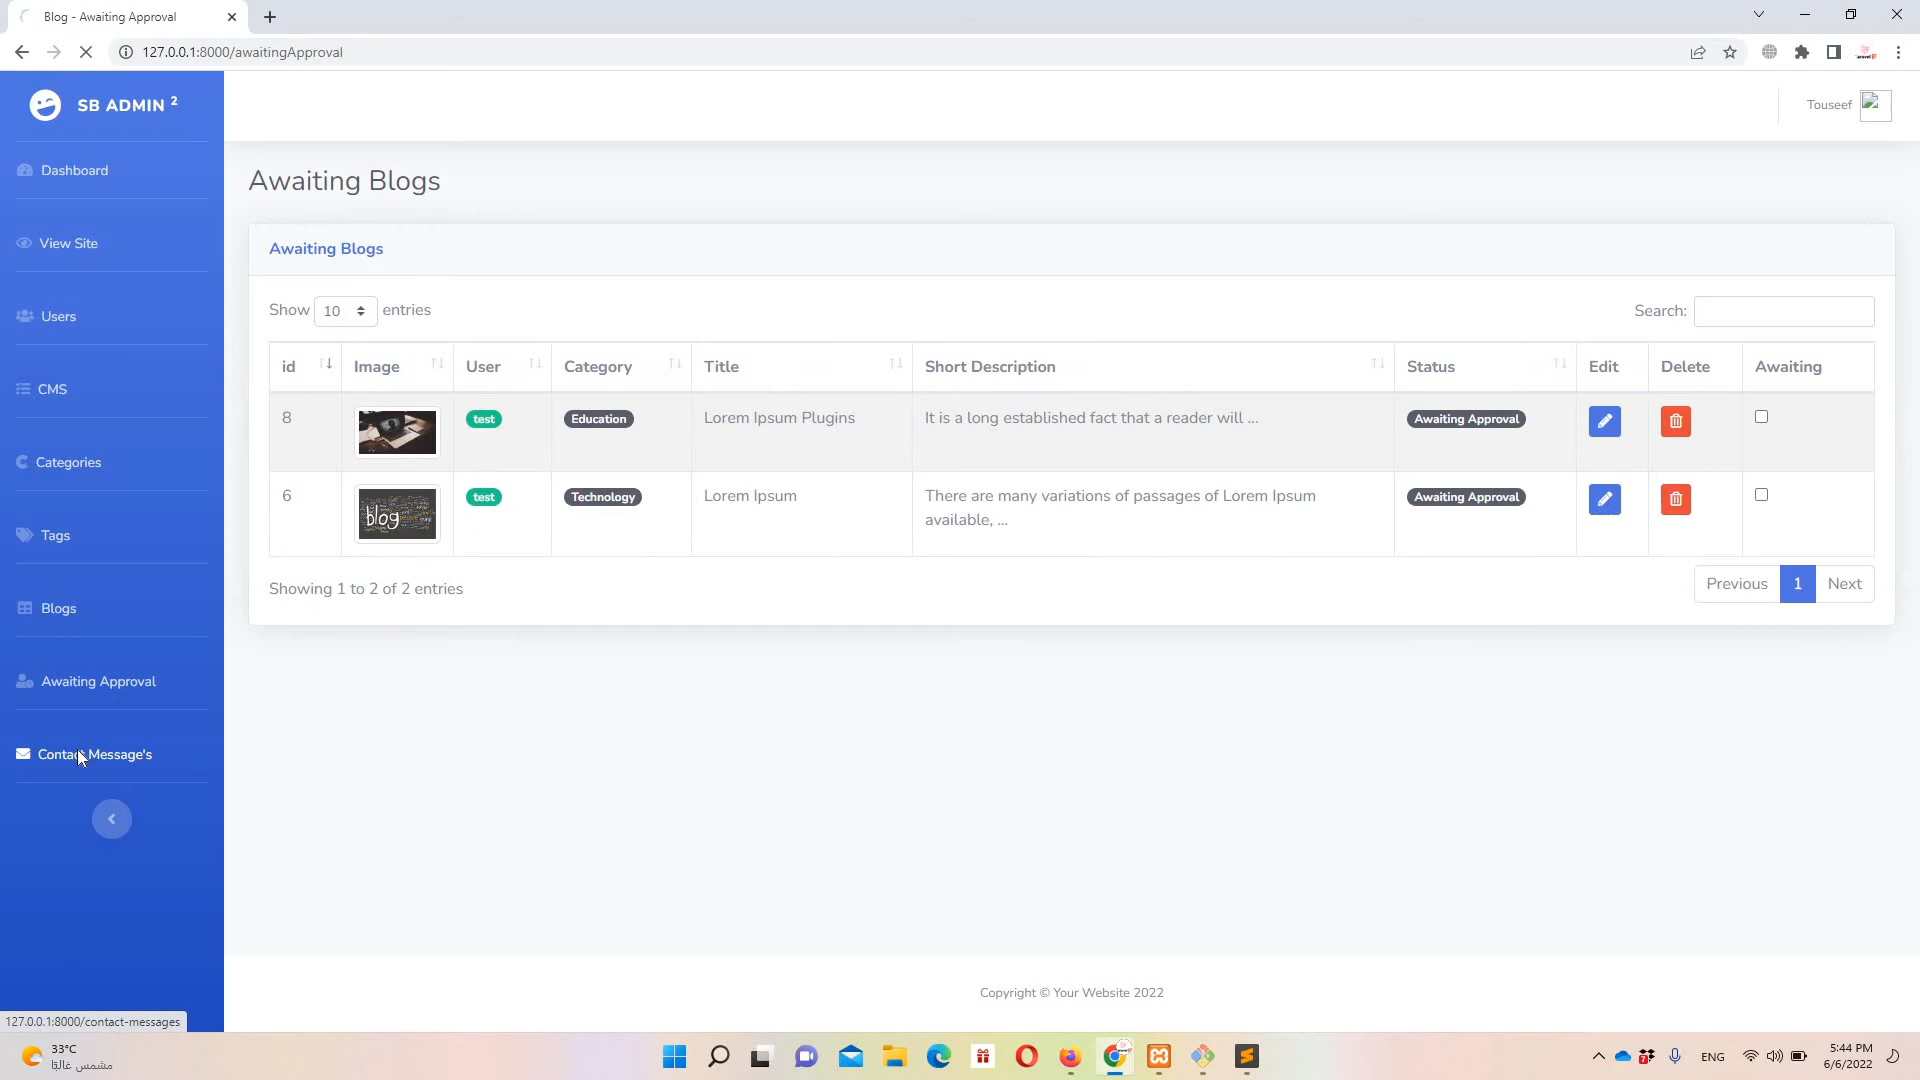 Blog - Awaiting Approval
127.0.0.1:8000/awaitingApproval
SB ADMIN 2
Touseef
Dashboard
View Site
Users
CMS
Categories
Tags
Blogs
Awaiting Approval
Contact Message's
Awaiting Blogs
Awaiting Blogs
Show 10 entries
Search:
id Image User Category Title Short Description Status Edit Delete Awaiting
8 test Education Lorem Ipsum Plugins It is a long established fact that a reader will ... Awaiting Approval
6 blog test Technology Lorem Ipsum There are many variations of passages of Lorem Ipsum
available, ...
Awaiting Approval
Showing 1 to 2 of 2 entries
Previous 1 Next
Copyright © Your Website 2022
127.0.0.1:8000/contact-messages
33°C
مشمس غالبًا
ENG
5:44 PM
6/6/2022